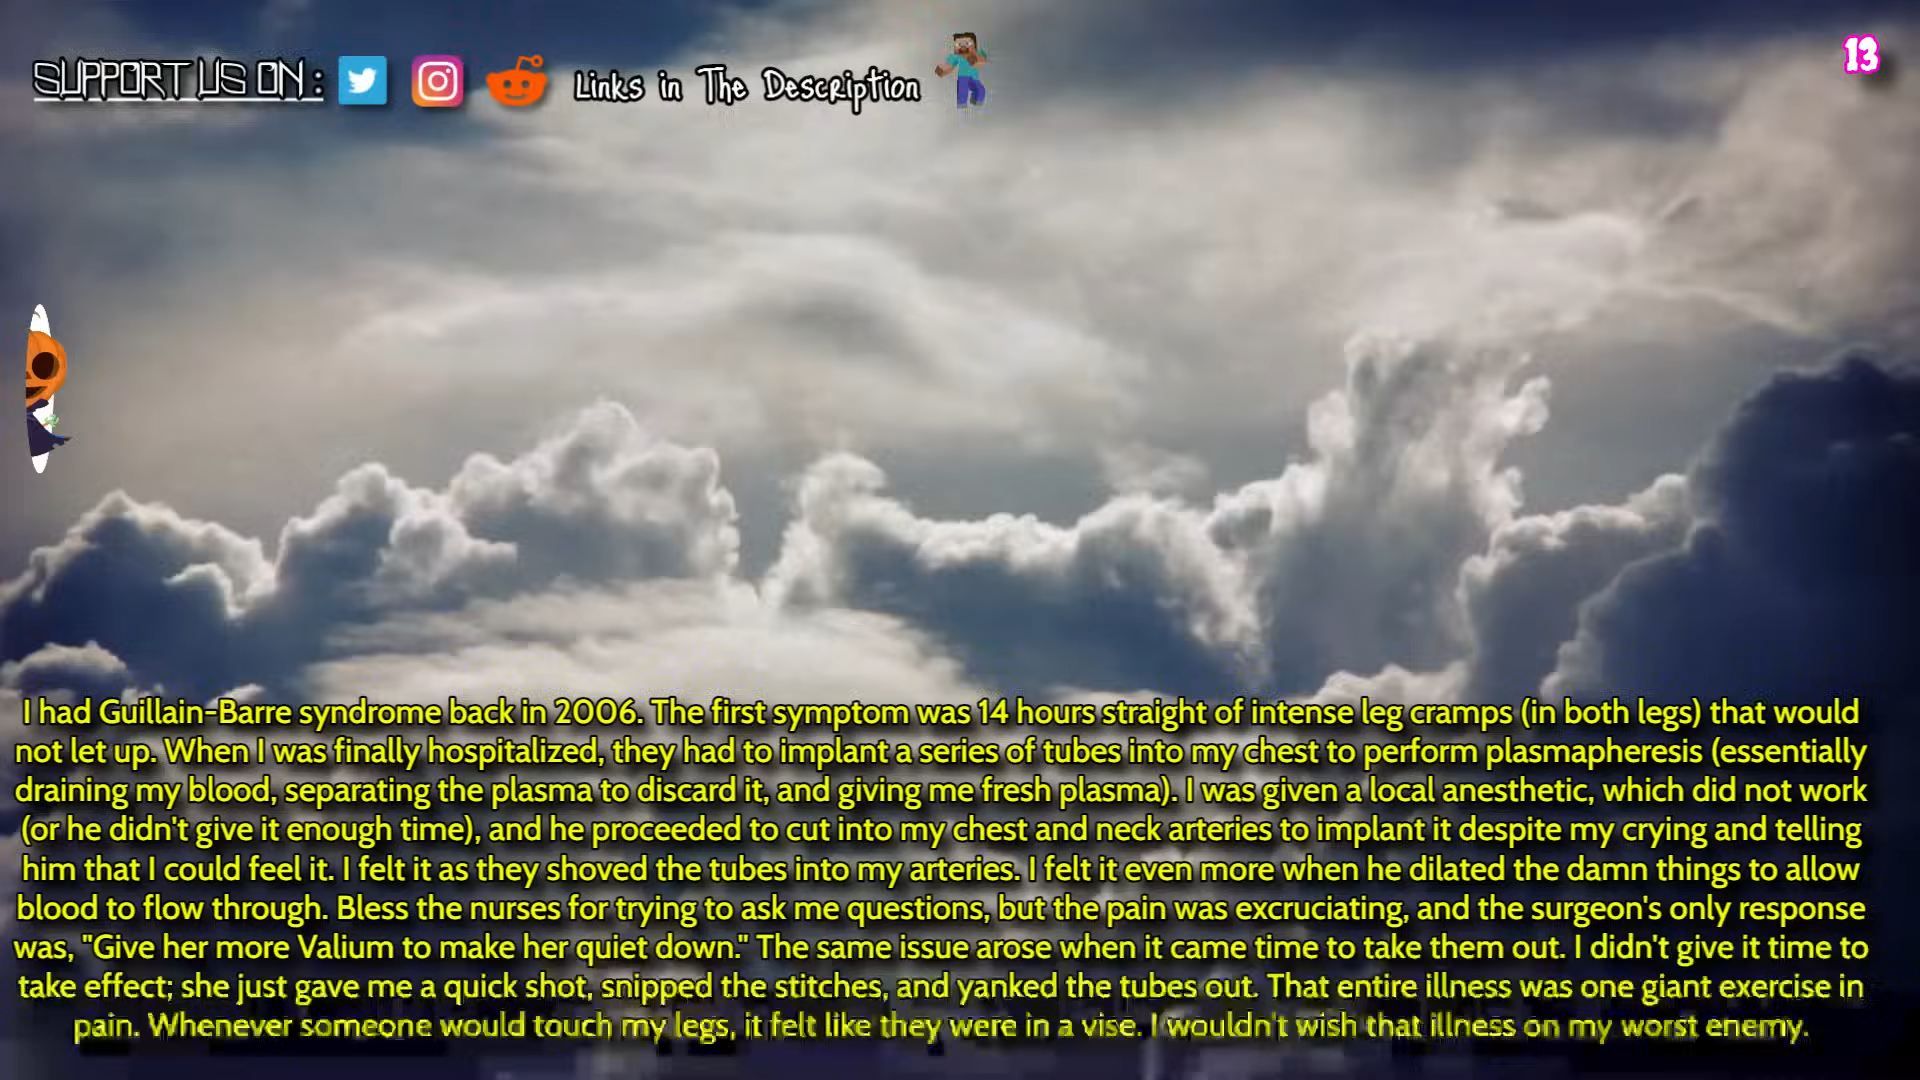 SUPPORT US ON : Links in The Description
13
I had Guillain-Barre syndrome back in 2006. The first symptom was 14 hours straight of intense leg cramps (in both legs) that would
not let up. When I was finally hospitalized, they had to implant a series of tubes into my chest to perform plasmapheresis (essentially
draining my blood, separating the plasma to discard it, and giving me fresh plasma). I was given a local anesthetic, which did not work
(or he didn't give it enough time), and he proceeded to cut into my chest and neck arteries to implant it despite my crying and telling
him that I could feel it. I felt it as they shoved the tubes into my arteries. I felt it even more when he dilated the damn things to allow
blood to flow through. Bless the nurses for trying to ask me questions, but the pain was excruciating, and the surgeon's only response
was, "Give her more Valium to make her quiet down." The same issue arose when it came time to take them out. I didn't give it time to
take effect; she just gave me a quick shot, snipped the stitches, and yanked the tubes out. That entire illness was one giant exercise in
pain. Whenever someone would touch my legs, it felt like they were in a vise. I wouldn't wish that illness on my worst enemy.